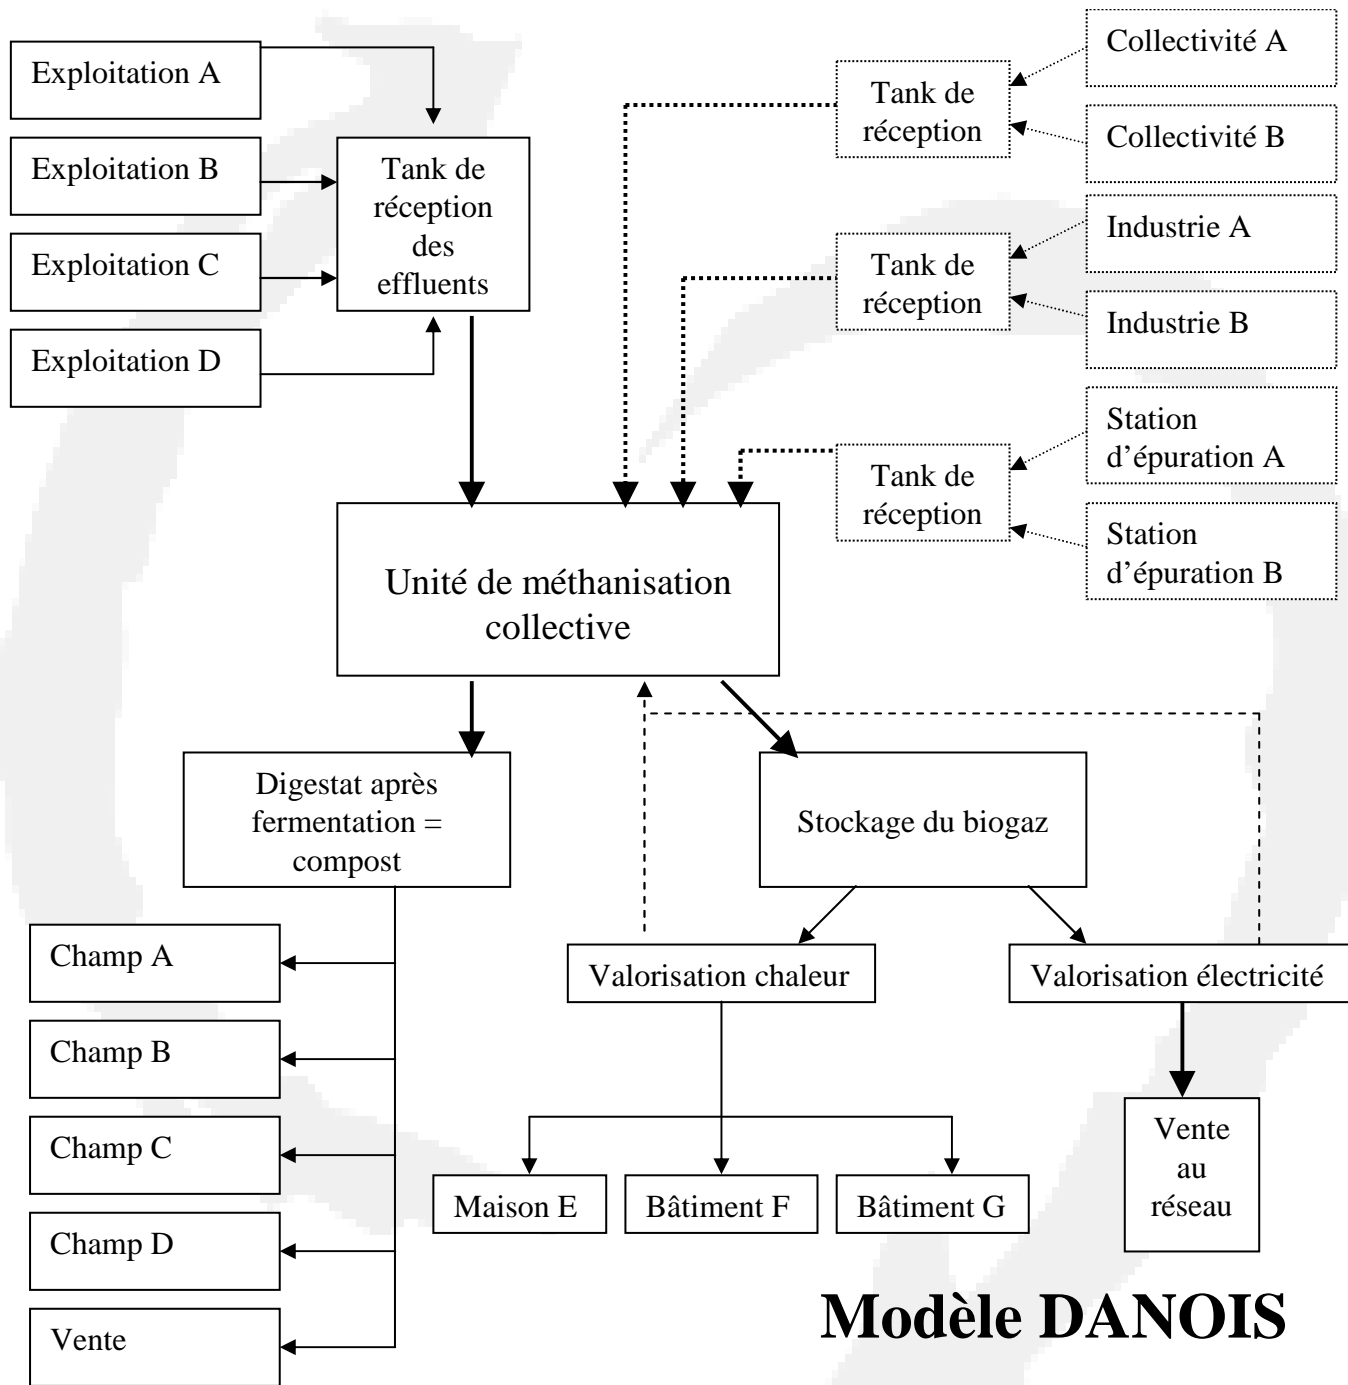 Exploitation A
Exploitation B
Exploitation C
Exploitation D
Tank de
réception
des
effluents
Tank de
réception
Collectivité A
Collectivité B
Tank de
réception
Industrie A
Industrie B
Tank de
réception
Station
d’épuration A
Station
d’épuration B
Unité de méthanisation
collective
Digestat après
fermentation =
compost
Stockage du biogaz
Champ A
Champ B
Champ C
Champ D
Vente
Valorisation chaleur
Valorisation électricité
Maison E
Bâtiment F
Bâtiment G
Vente
au
réseau
Modèle DANOIS